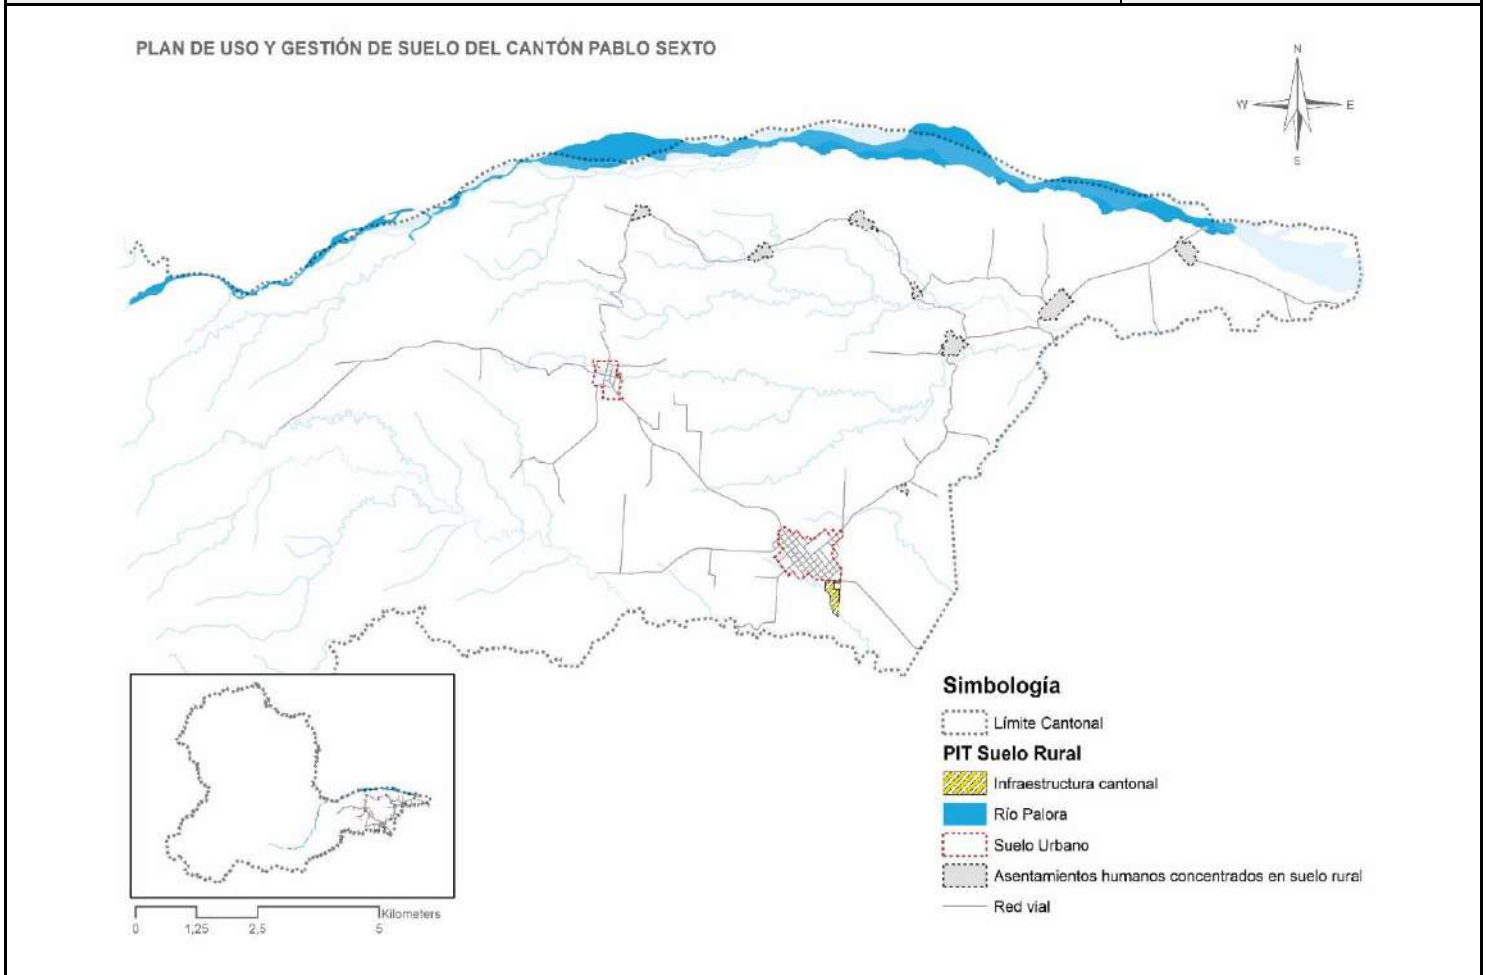 PLAN DE USO Y GESTIÓN DE SUELO DEL CANTÓN PABLO SEXTO
N
W E
S
Simbología
Límite Cantonal
PIT Suelo Rural
Infraestructura cantonal
Río Palora
Suelo Urbano
Asentamientos humanos concentrados en suelo rural
Red vial
Kilometers
0 1,25 2,5 5